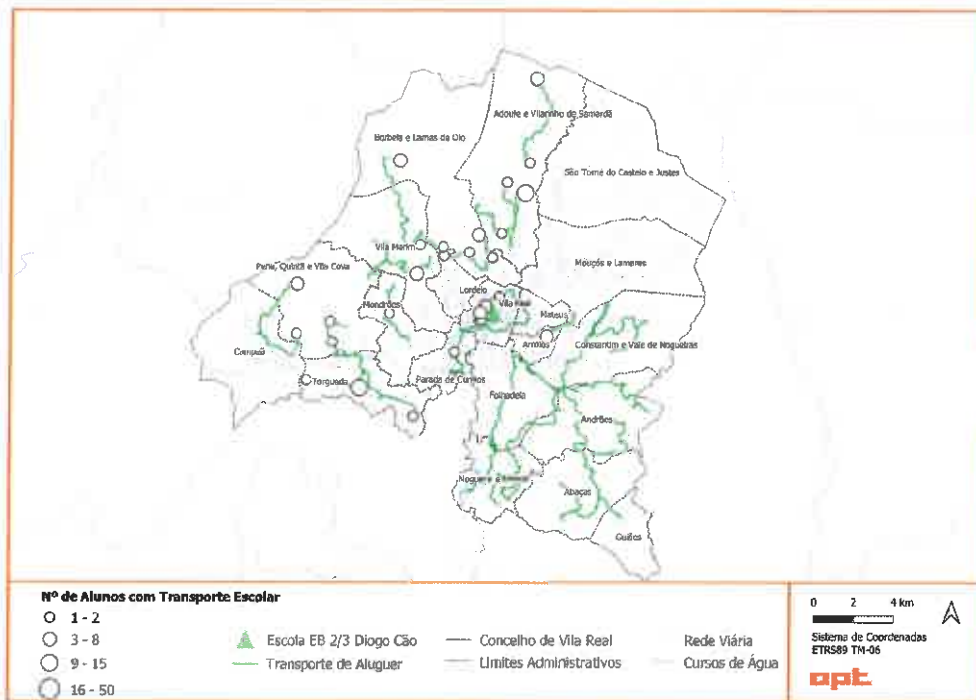 Adoufe e Vilarinho de Samardã
Borbela e Lamas de Olo
São Tomé do Castelo e Justes
Vila Marim
Mouçós e Lamares
Pena, Quintã e Vila Cova
Lordelo
Mondrões
Vila Real
Mateus
Campeã
Arroios
Constantim e Vale de Nogueiras
Torgueda
Parada de Cunhos
Folhadela
Andrães
Abaças
Guiães
Nº de Alunos com Transporte Escolar
1 - 2
3 - 8
9 - 15
16 - 50
Escola EB 2/3 Diogo Cão
Transporte de Aluguer
Concelho de Vila Real
Limites Administrativos
Rede Viária
Cursos de Água
0 2 4 km
Sistema de Coordenadas
ETRS89 TM-06
apt